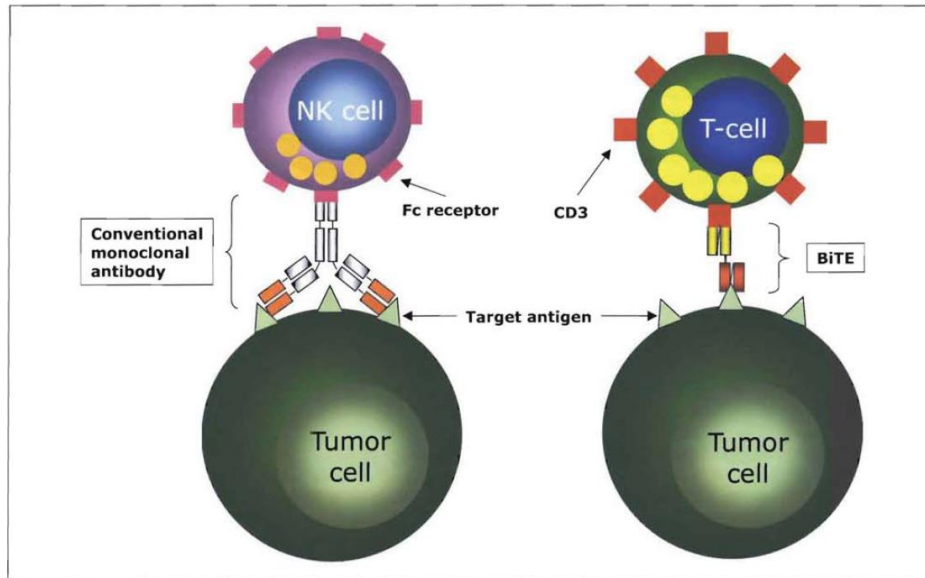 NK cell
T-cell
Fc receptor
CD3
Conventional
monoclonal
antibody
BiTE
Target antigen
Tumor
cell
Tumor
cell